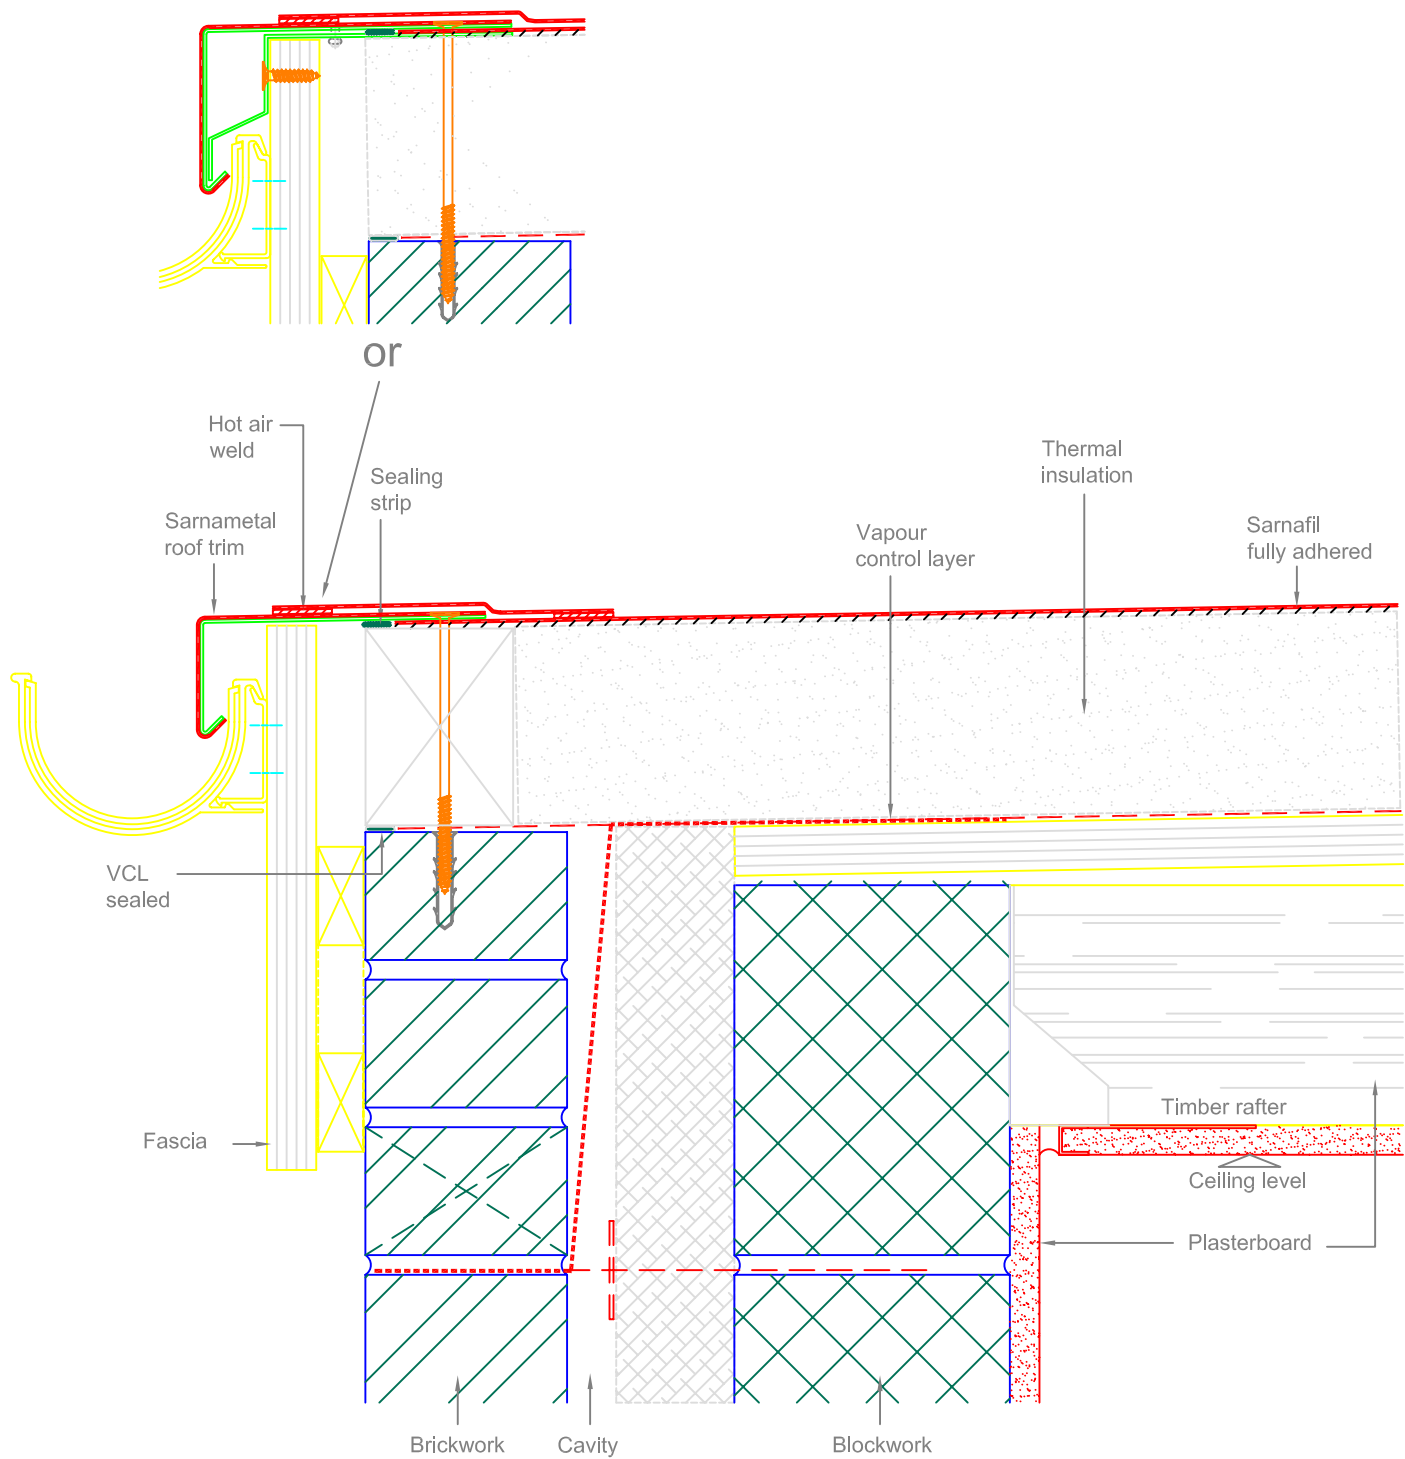 or
Hot air
weld
Sealing
strip
Thermal
insulation
Sarnametal
roof trim
Vapour
control layer
Sarnafil
fully adhered
VCL
sealed
Timber rafter
Fascia
Ceiling level
Plasterboard
Brickwork
Cavity
Blockwork